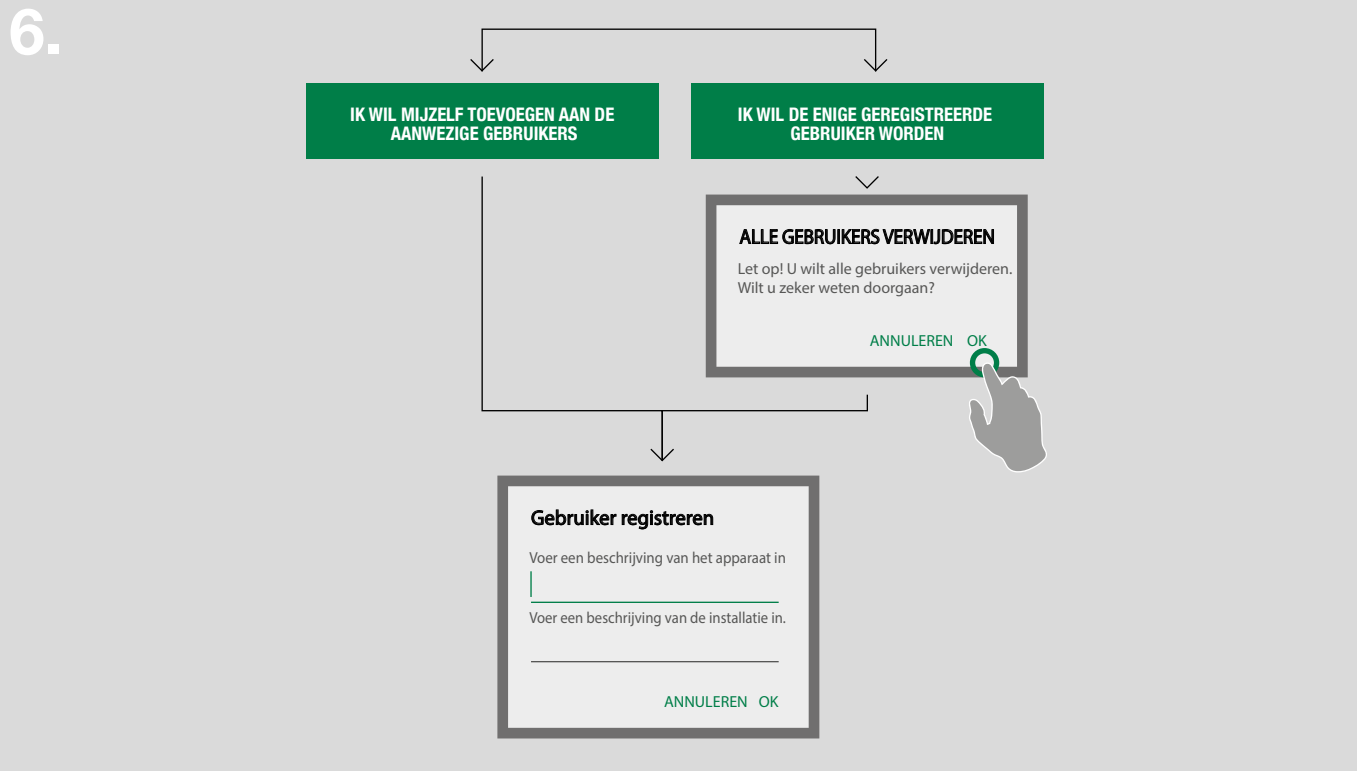 6.
IK WIL MIJZELF TOEVOEGEN AAN DE
AANWEZIGE GEBRUIKERS
IK WIL DE ENIGE GEREGISTREERDE
GEBRUIKER WORDEN
ALLE GEBRUIKERS VERWIJDEREN
Let op! U wilt alle gebruikers verwijderen.
Wilt u zeker weten doorgaan?
ANNULEREN OK
Gebruiker registreren
Voer een beschrijving van het apparaat in
Voer een beschrijving van de installatie in.
ANNULEREN OK